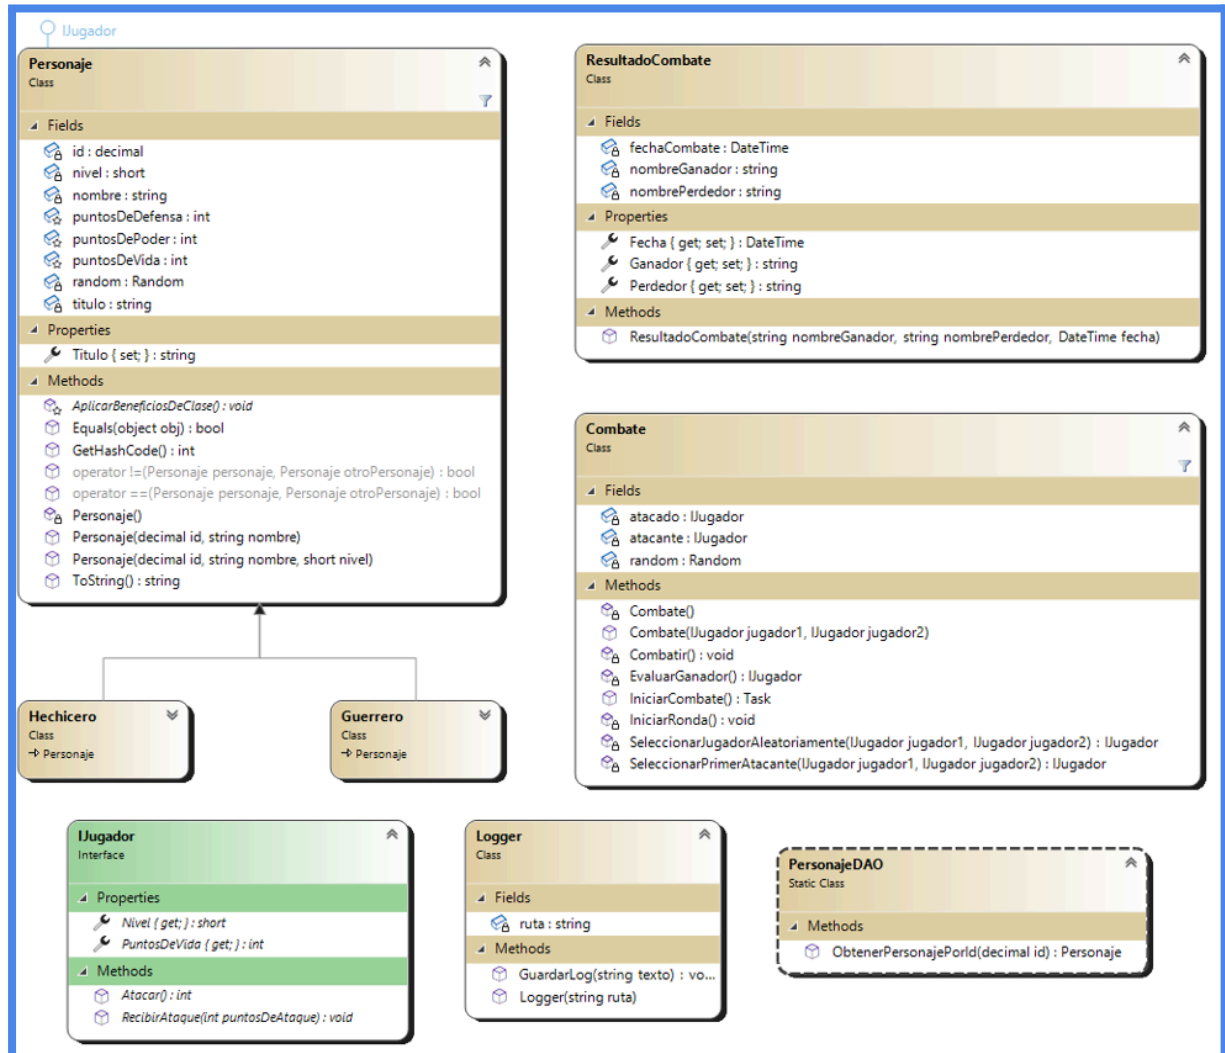 IJugador
Personaje
Class
Fields
id : decimal
nivel : short
nombre : string
puntosDeDefensa : int
puntosDePoder : int
puntosDeVida : int
random : Random
titulo : string
Properties
Titulo { set; } : string
Methods
AplicarBeneficiosDeClase() : void
Equals(object obj) : bool
GetHashCode() : int
operator !=(Personaje personaje, Personaje otroPersonaje) : bool
operator ==(Personaje personaje, Personaje otroPersonaje) : bool
Personaje()
Personaje(decimal id, string nombre)
Personaje(decimal id, string nombre, short nivel)
ToString() : string
ResultadoCombate
Class
Fields
fechaCombate : DateTime
nombreGanador : string
nombrePerdedor : string
Properties
Fecha { get; set; } : DateTime
Ganador { get; set; } : string
Perdedor { get; set; } : string
Methods
ResultadoCombate(string nombreGanador, string nombrePerdedor, DateTime fecha)
Combate
Class
Fields
atacado : IJugador
atacante : IJugador
random : Random
Methods
Combate()
Combate(IJugador jugador1, IJugador jugador2)
Combatir() : void
EvaluarGanador() : IJugador
IniciarCombate() : Task
IniciarRonda() : void
SeleccionarJugadorAleatoriamente(IJugador jugador1, IJugador jugador2) : IJugador
SeleccionarPrimerAtacante(IJugador jugador1, IJugador jugador2) : IJugador
Hechicero
Class
Personaje
Guerrero
Class
Personaje
IJugador
Interface
Properties
Nivel { get; } : short
PuntosDeVida { get; } : int
Methods
Atacar() : int
RecibirAtaque(int puntosDeAtaque) : void
Logger
Class
Fields
ruta : string
Methods
GuardarLog(string texto) : vo...
Logger(string ruta)
PersonajeDAO
Static Class
Methods
ObtenerPersonajePorId(decimal id) : Personaje